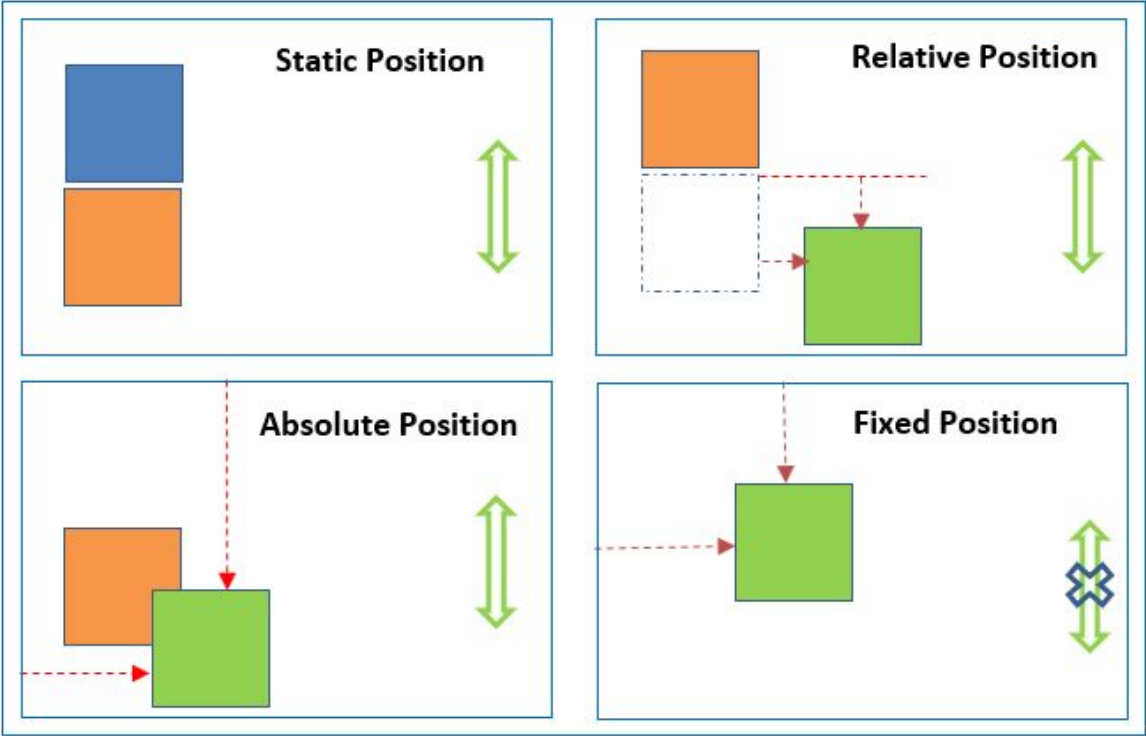 Static Position
Relative Position
Absolute Position
Fixed Position